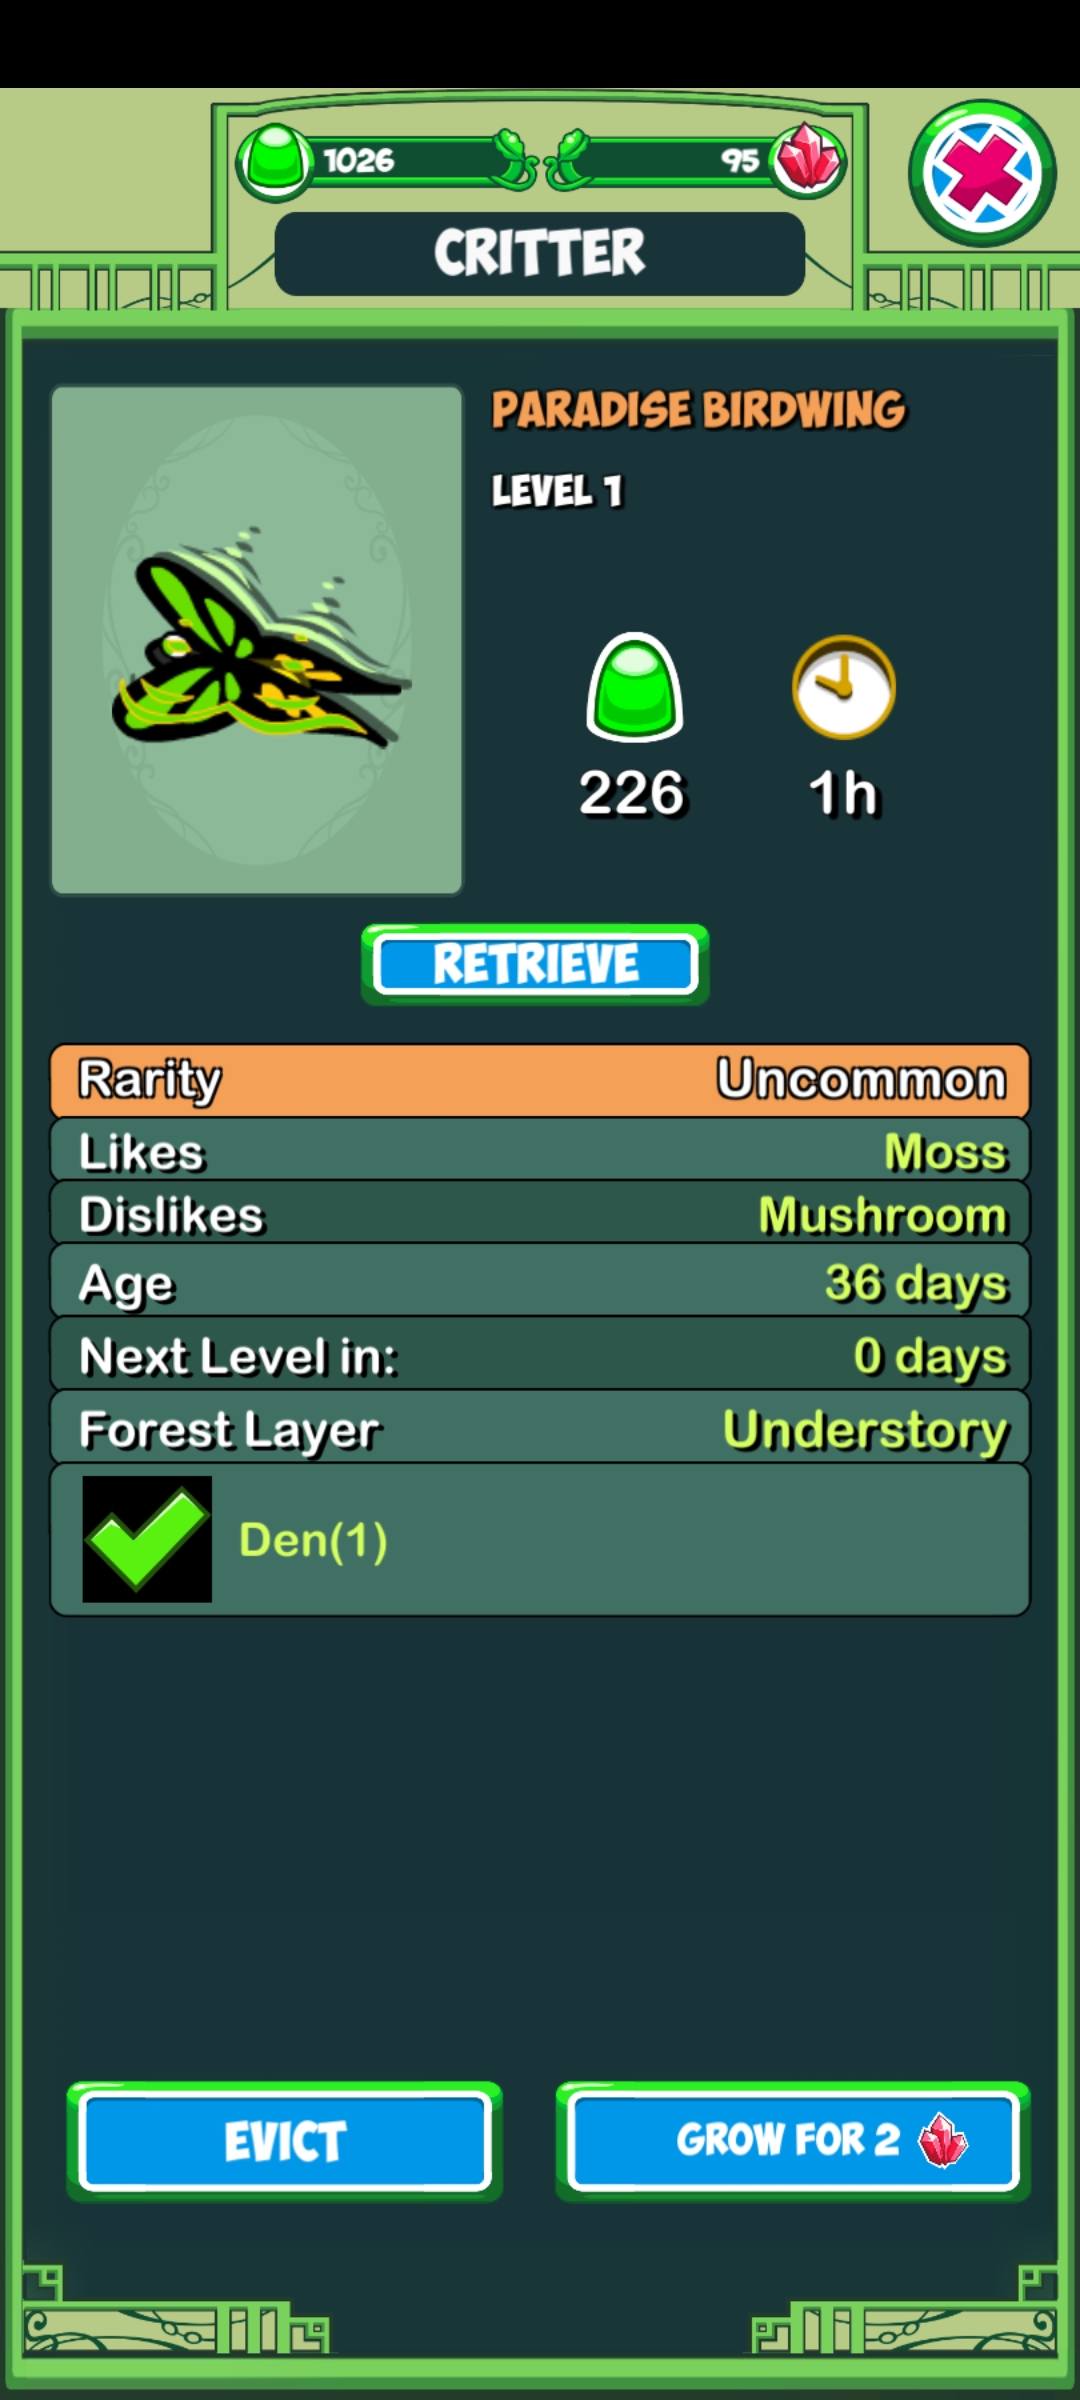 1026
95
CRITTER
PARADISE BIRDWING
LEVEL 1
226
1h
RETRIEVE
Rarity Uncommon
Likes Moss
Dislikes Mushroom
Age 36 days
Next Level in: 0 days
Forest Layer Understory
Den(1)
EVICT
GROW FOR 2